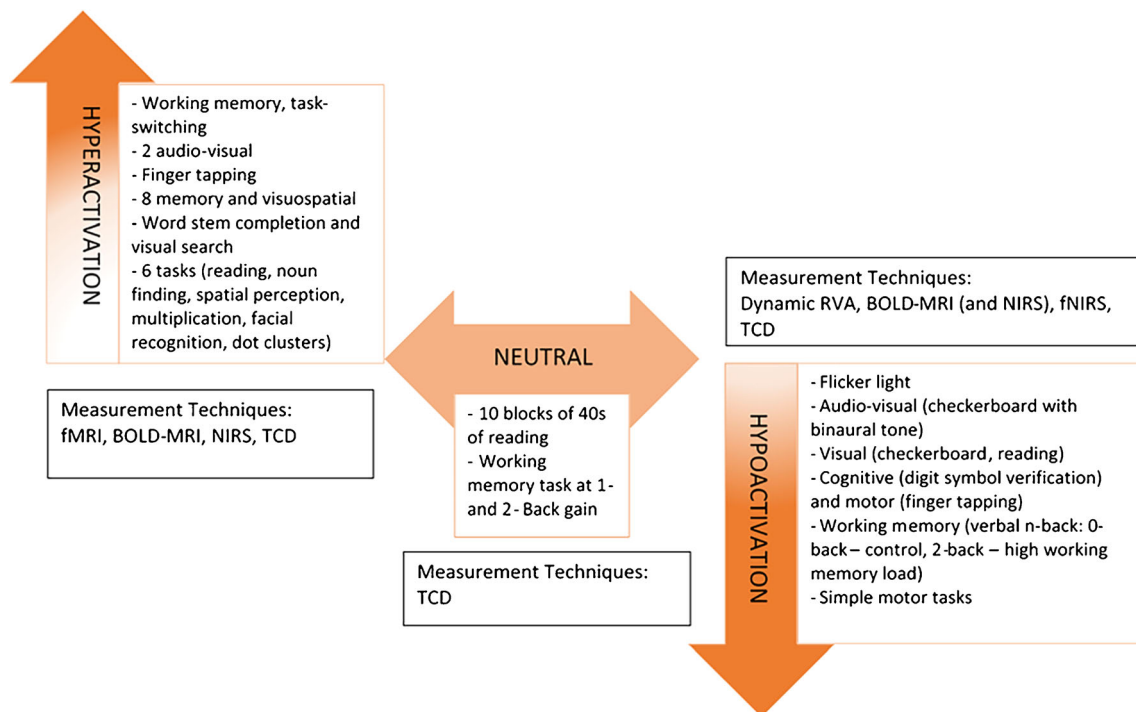 HYPERACTIVATION
- Working memory, task-
switching
- 2 audio-visual
- Finger tapping
- 8 memory and visuospatial
- Word stem completion and
visual search
- 6 tasks (reading, noun
finding, spatial perception,
multiplication, facial
recognition, dot clusters)
Measurement Techniques:
fMRI, BOLD-MRI, NIRS, TCD
NEUTRAL
- 10 blocks of 40s
of reading
- Working
memory task at 1-
and 2- Back gain
Measurement Techniques:
TCD
Measurement Techniques:
Dynamic RVA, BOLD-MRI (and NIRS), fNIRS,
TCD
HYPOACTIVATION
- Flicker light
- Audio-visual (checkerboard with
binaural tone)
- Visual (checkerboard, reading)
- Cognitive (digit symbol verification)
and motor (finger tapping)
- Working memory (verbal n-back: 0-
back – control, 2-back – high working
memory load)
- Simple motor tasks